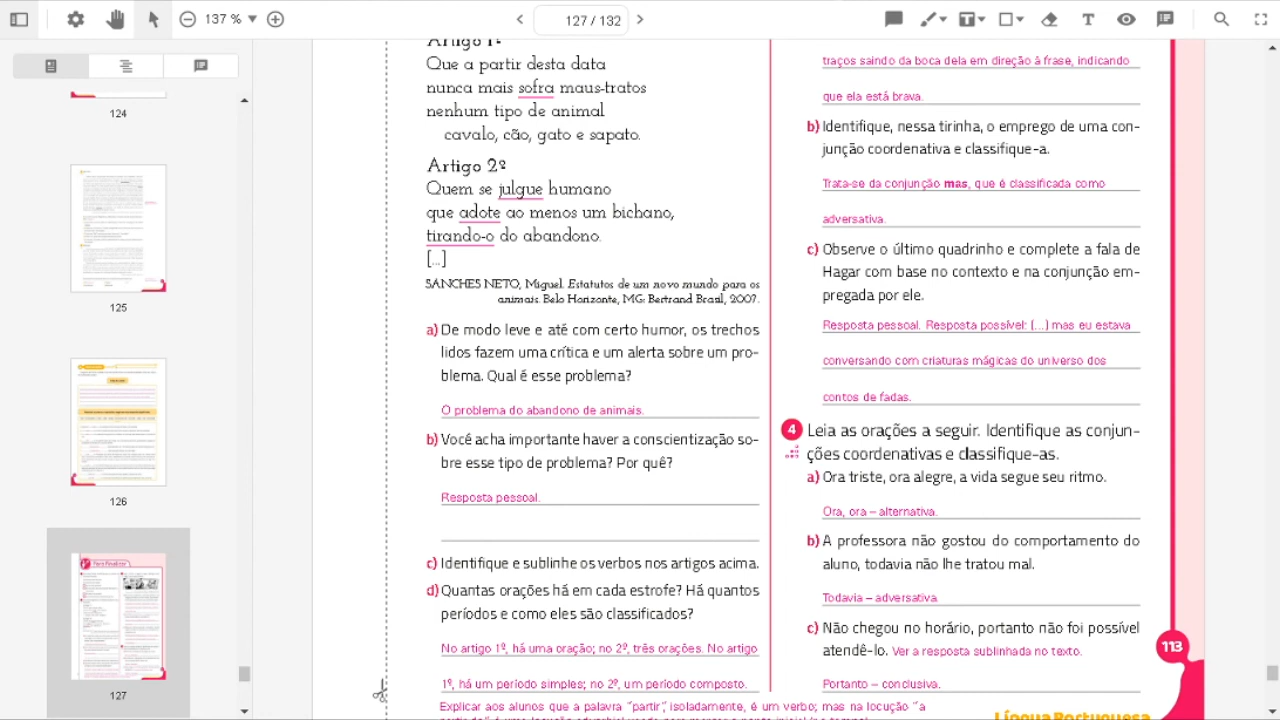 137 %
127 / 132
124
125
126
127
Artigo 1º
Que a partir desta data
nunca mais sofra maus-tratos
nenhum tipo de animal
cavalo, cão, gato e sapato.
Artigo 2º
Quem se julgue humano
que adote ao menos um bichano,
tirando-o do abandono.
[...]
SANCHES NETO, Miguel. Estatutos de um novo mundo para os
animais. Belo Horizonte, MG: Bertrand Brasil, 2007.
a) De modo leve e até com certo humor, os trechos
lidos fazem uma crítica e um alerta sobre um pro-
blema. Qual é esse problema?
O problema do abandono de animais.
b) Você acha importante haver a conscientização so-
bre esse tipo de problema? Por quê?
Resposta pessoal.
c) Identifique e sublinhe os verbos nos artigos acima.
d) Quantas orações há em cada estrofe? Há quantos
períodos e como eles são classificados?
No artigo 1º, há uma oração; no 2º, três orações. No artigo
1º, há um período simples; no 2º, um período composto.
Explicar aos alunos que a palavra “partir”, isoladamente, é um verbo; mas na locução “a
traços saindo da boca dela em direção à frase, indicando
que ela está brava.
b) Identifique, nessa tirinha, o emprego de uma con-
junção coordenativa e classifique-a.
Trata-se da conjunção mas, que é classificada como
adversativa.
c) Observe o último quadrinho e complete a fala de
Hagar com base no contexto e na conjunção em-
pregada por ele.
Resposta pessoal. Resposta possível: (...) mas eu estava
conversando com criaturas mágicas do universo dos
contos de fadas.
4 Leia as orações a seguir. Identifique as conjun-
ções coordenativas e classifique-as.
a) Ora triste, ora alegre, a vida segue seu ritmo.
Ora, ora – alternativa.
b) A professora não gostou do comportamento do
aluno, todavia não lhe tratou mal.
Todavia – adversativa.
c) Não chegou no horário, portanto não foi possível
atendê-lo. Ver a resposta sublinhada no texto.
Portanto – conclusiva.
113
Língua Portuguesa